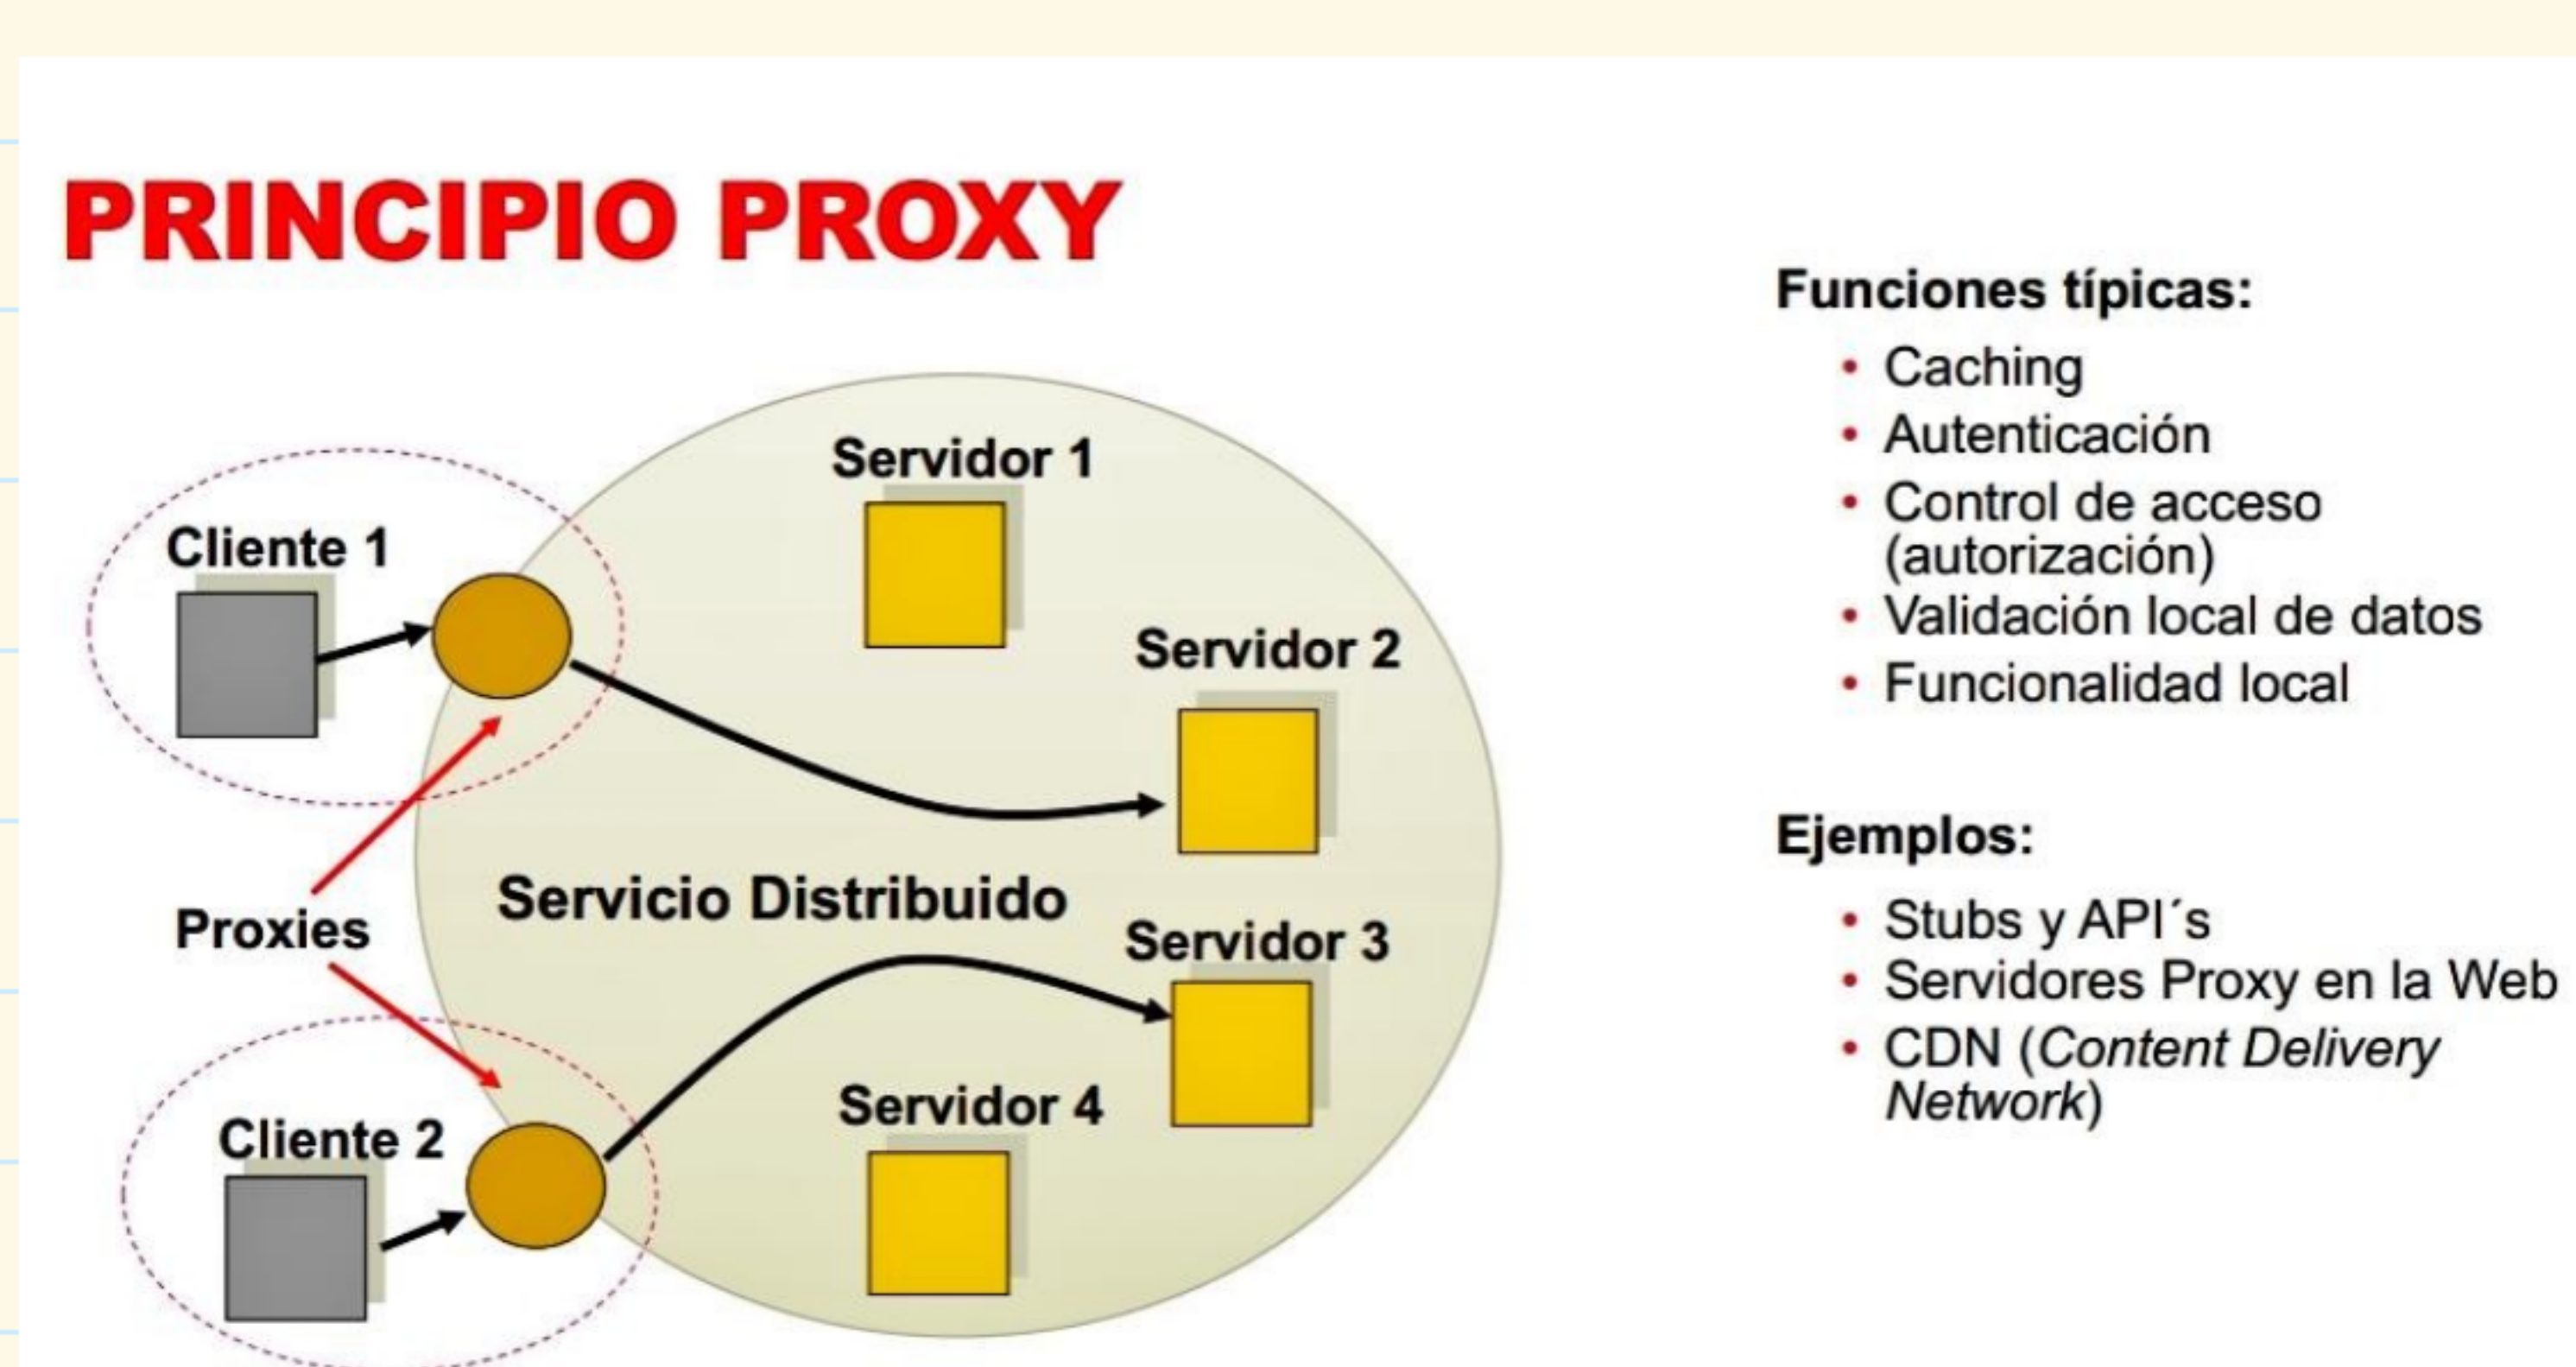 PRINCIPIO PROXY
Servidor 1
Cliente 1
Servidor 2
Servicio Distribuido
Proxies
Servidor 3
Servidor 4
Cliente 2
Funciones típicas:
• Caching
• Autenticación
• Control de acceso
(autorización)
• Validación local de datos
• Funcionalidad local
Ejemplos:
• Stubs y API´s
• Servidores Proxy en la Web
• CDN (Content Delivery
Network)